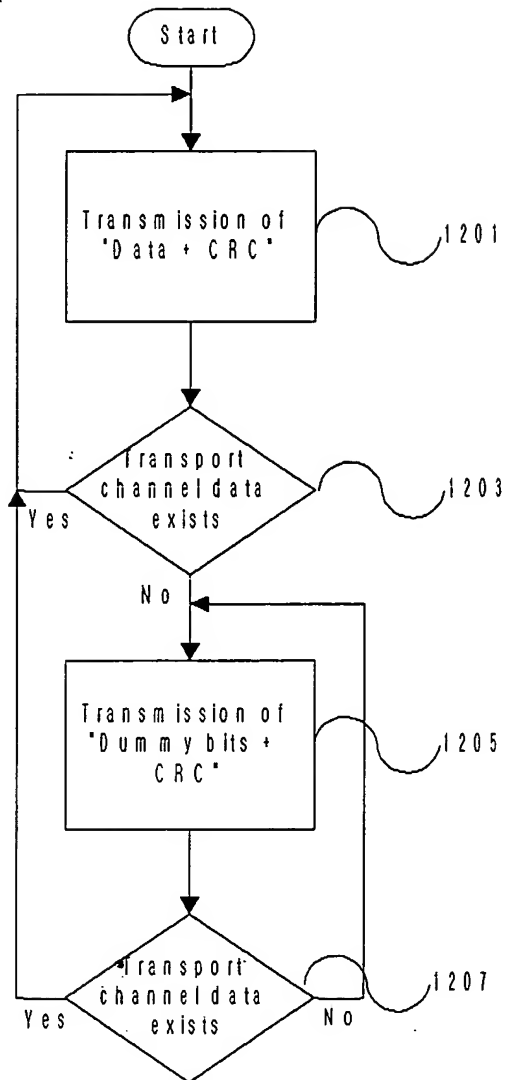 Start
Transmission of
"Data + CRC"
1201
Transport
channel data
exists
1203
Yes
No
Transmission of
"Dummy bits +
CRC"
1205
Transport
channel data
exists
1207
Yes
No